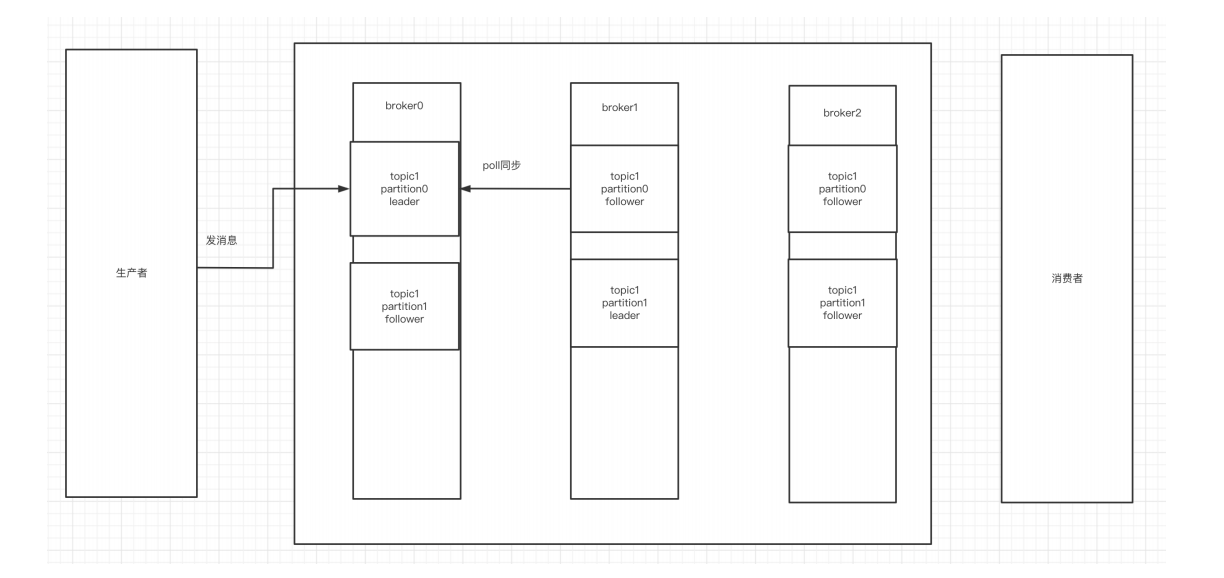 broker0
broker1
broker2
topic1
partition0
leader
poll同步
topic1
partition0
follower
topic1
partition0
follower
发消息
生产者
topic1
partition1
follower
topic1
partition1
leader
topic1
partition1
follower
消费者